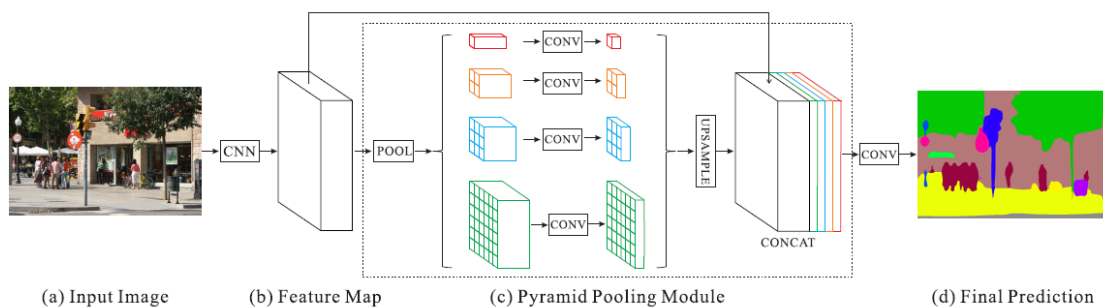 CNN
POOL
CONV
CONV
CONV
CONV
UPSAMPLE
CONCAT
CONV
(a) Input Image
(b) Feature Map
(c) Pyramid Pooling Module
(d) Final Prediction